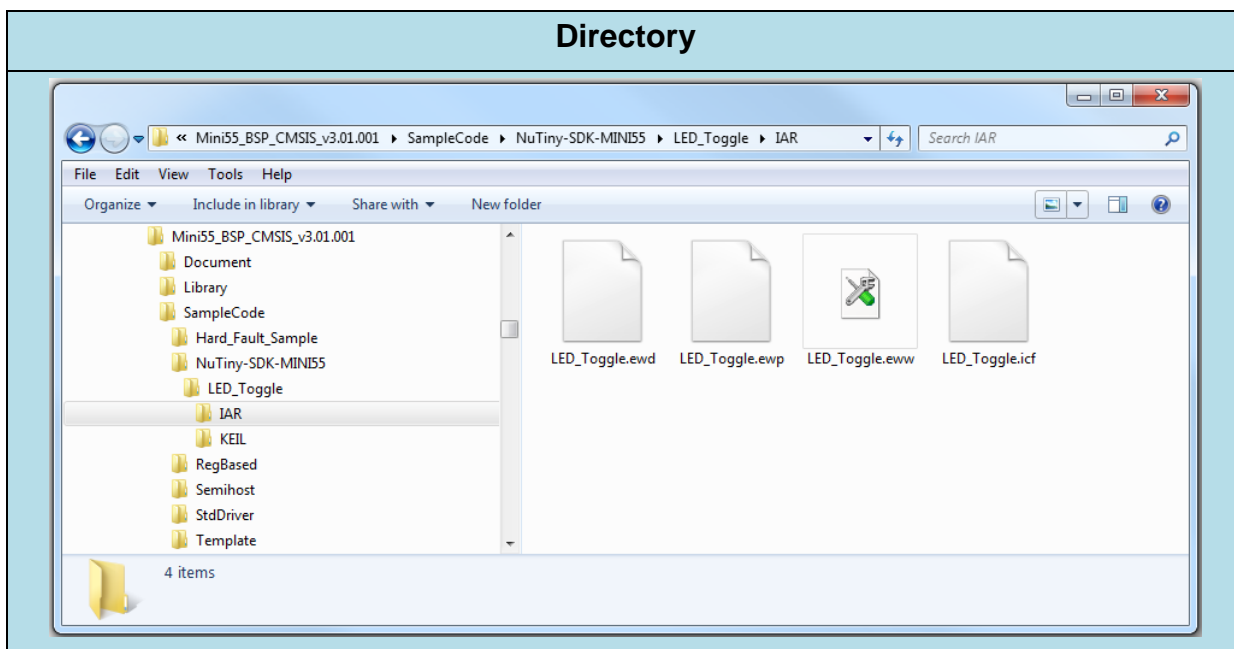 Directory
« Mini55_BSP_CMSIS_v3.01.001 ▸ SampleCode ▸ NuTiny-SDK-MINI55 ▸ LED_Toggle ▸ IAR
Search IAR
File Edit View Tools Help
Organize Include in library Share with New folder
Mini55_BSP_CMSIS_v3.01.001
Document
Library
SampleCode
Hard_Fault_Sample
NuTiny-SDK-MINI55
LED_Toggle
IAR
KEIL
RegBased
Semihost
StdDriver
Template
LED_Toggle.ewd LED_Toggle.ewp LED_Toggle.eww LED_Toggle.icf
4 items